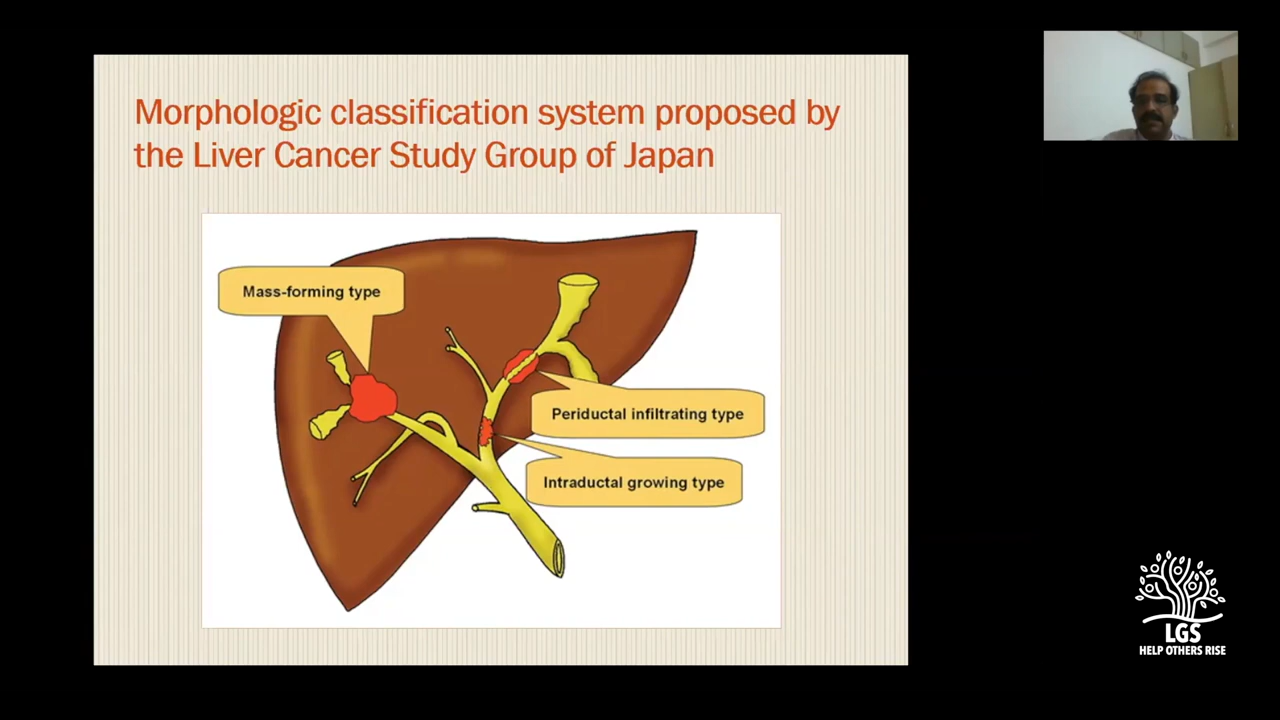 Morphologic classification system proposed by
the Liver Cancer Study Group of Japan
Mass-forming type
Periductal infiltrating type
Intraductal growing type
LGS
HELP OTHERS RISE